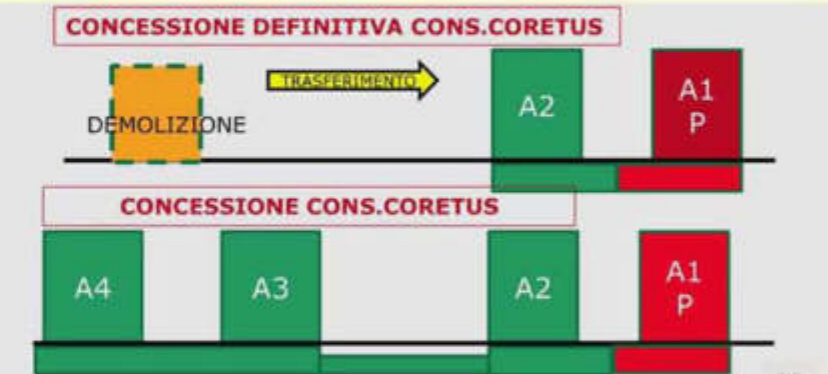 CONCESSIONE DEFINITIVA CONS.CORETUS
TRASFERIMENTO
DEMOLIZIONE
A2
A1
P
CONCESSIONE CONS.CORETUS
A4
A3
A2
A1
P